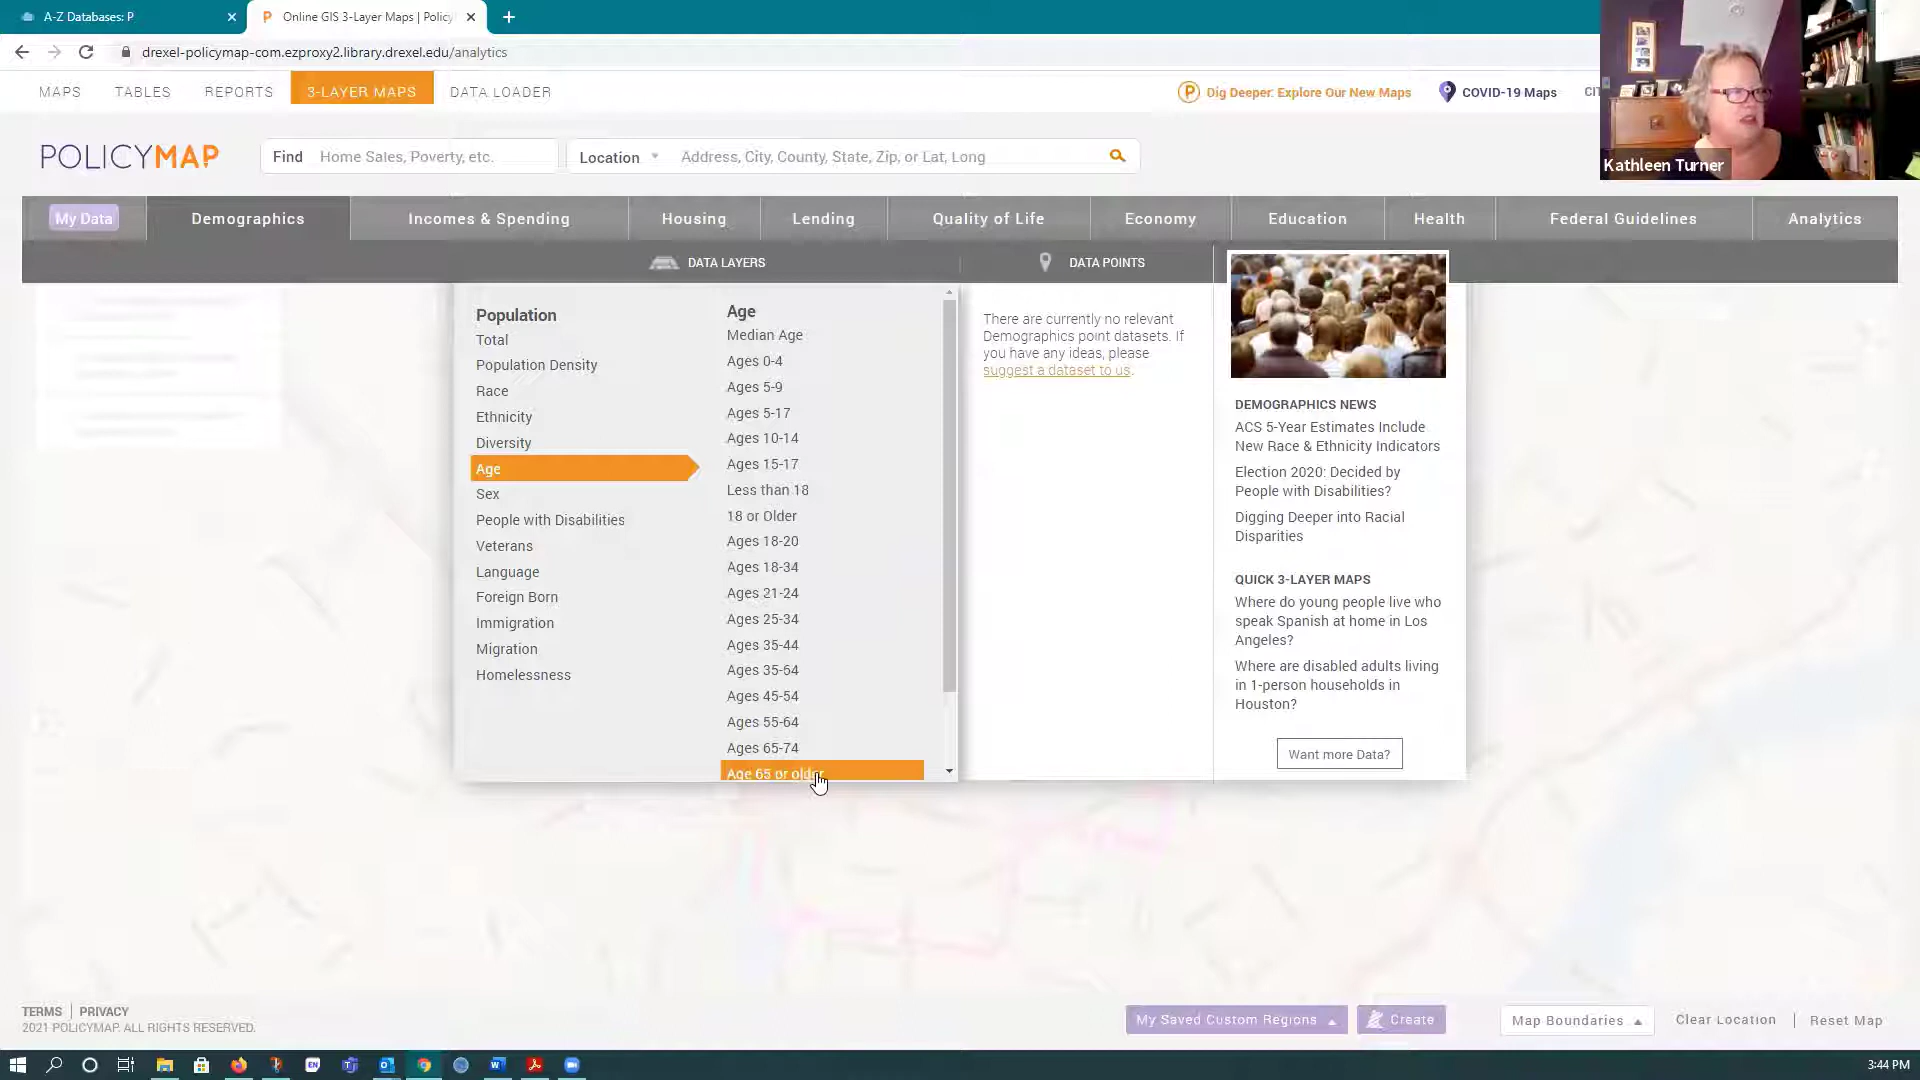 A-Z Databases: P
Online GIS 3-Layer Maps | Policy
drexel-policymap-com.ezproxy2.library.drexel.edu/analytics
MAPS
TABLES
REPORTS
3-LAYER MAPS
DATA LOADER
Dig Deeper: Explore Our New Maps
COVID-19 Maps
Kathleen Turner
POLICYMAP
Find
Home Sales, Poverty, etc.
Location
Address, City, County, State, Zip, or Lat, Long
My Data
Demographics
Incomes & Spending
Housing
Lending
Quality of Life
Economy
Education
Health
Federal Guidelines
Analytics
DATA LAYERS
DATA POINTS
Population
Total
Population Density
Race
Ethnicity
Diversity
Age
Sex
People with Disabilities
Veterans
Language
Foreign Born
Immigration
Migration
Homelessness
Age
Median Age
Ages 0-4
Ages 5-9
Ages 5-17
Ages 10-14
Ages 15-17
Less than 18
18 or Older
Ages 18-20
Ages 18-34
Ages 21-24
Ages 25-34
Ages 35-44
Ages 35-64
Ages 45-54
Ages 55-64
Ages 65-74
Age 65 or older
There are currently no relevant
Demographics point datasets. If
you have any ideas, please
suggest a dataset to us.
DEMOGRAPHICS NEWS
ACS 5-Year Estimates Include
New Race & Ethnicity Indicators
Election 2020: Decided by
People with Disabilities?
Digging Deeper into Racial
Disparities
QUICK 3-LAYER MAPS
Where do young people live who
speak Spanish at home in Los
Angeles?
Where are disabled adults living
in 1-person households in
Houston?
Want more Data?
TERMS | PRIVACY
2021 POLICYMAP. ALL RIGHTS RESERVED.
My Saved Custom Regions
Create
Map Boundaries
Clear Location
Reset Map
3:44 PM